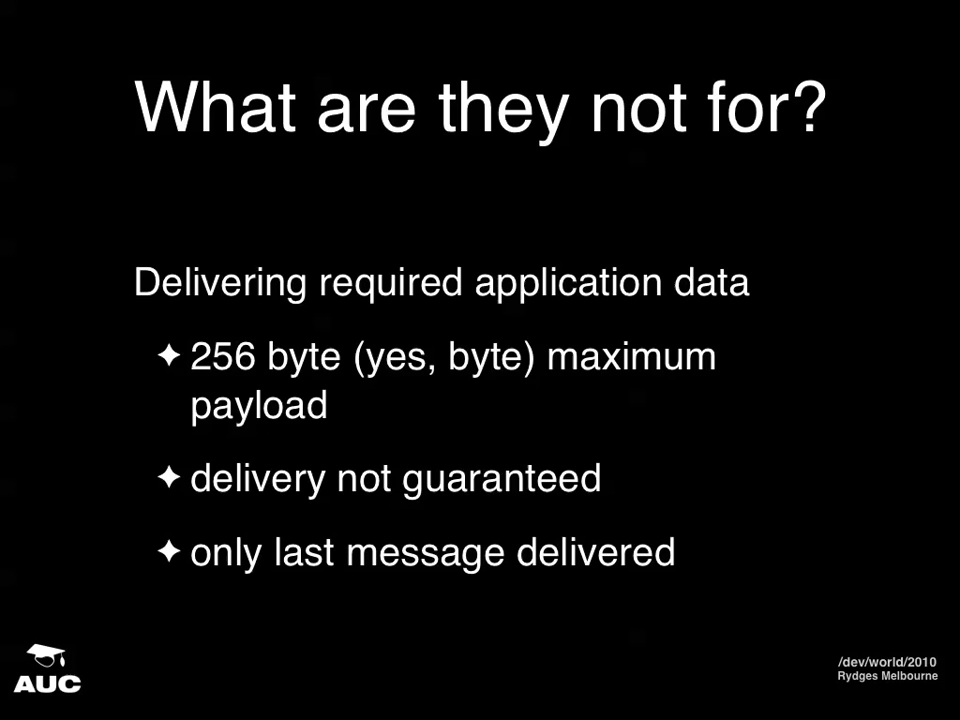 What are they not for?
Delivering required application data
✦ 256 byte (yes, byte) maximum
payload
✦ delivery not guaranteed
✦ only last message delivered
AUC
/dev/world/2010
Rydges Melbourne